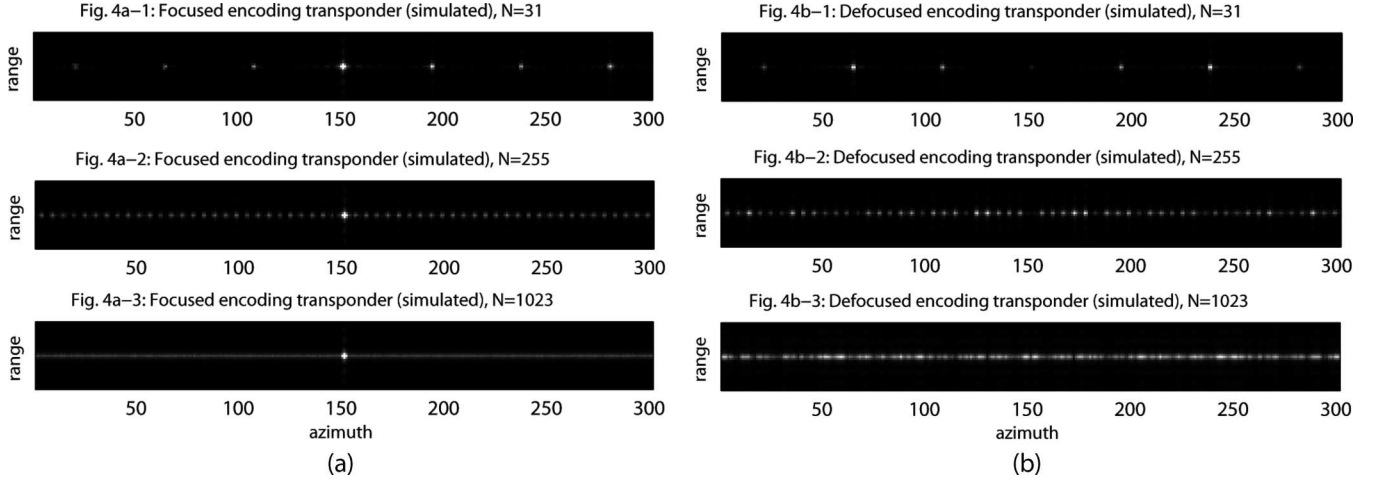 Fig. 4a−1: Focused encoding transponder (simulated), N=31
range
50 100 150 200 250 300
Fig. 4a−2: Focused encoding transponder (simulated), N=255
range
50 100 150 200 250 300
Fig. 4a−3: Focused encoding transponder (simulated), N=1023
range
50 100 150 200 250 300
azimuth
(a)
Fig. 4b−1: Defocused encoding transponder (simulated), N=31
range
50 100 150 200 250 300
Fig. 4b−2: Defocused encoding transponder (simulated), N=255
range
50 100 150 200 250 300
Fig. 4b−3: Defocused encoding transponder (simulated), N=1023
range
50 100 150 200 250 300
azimuth
(b)